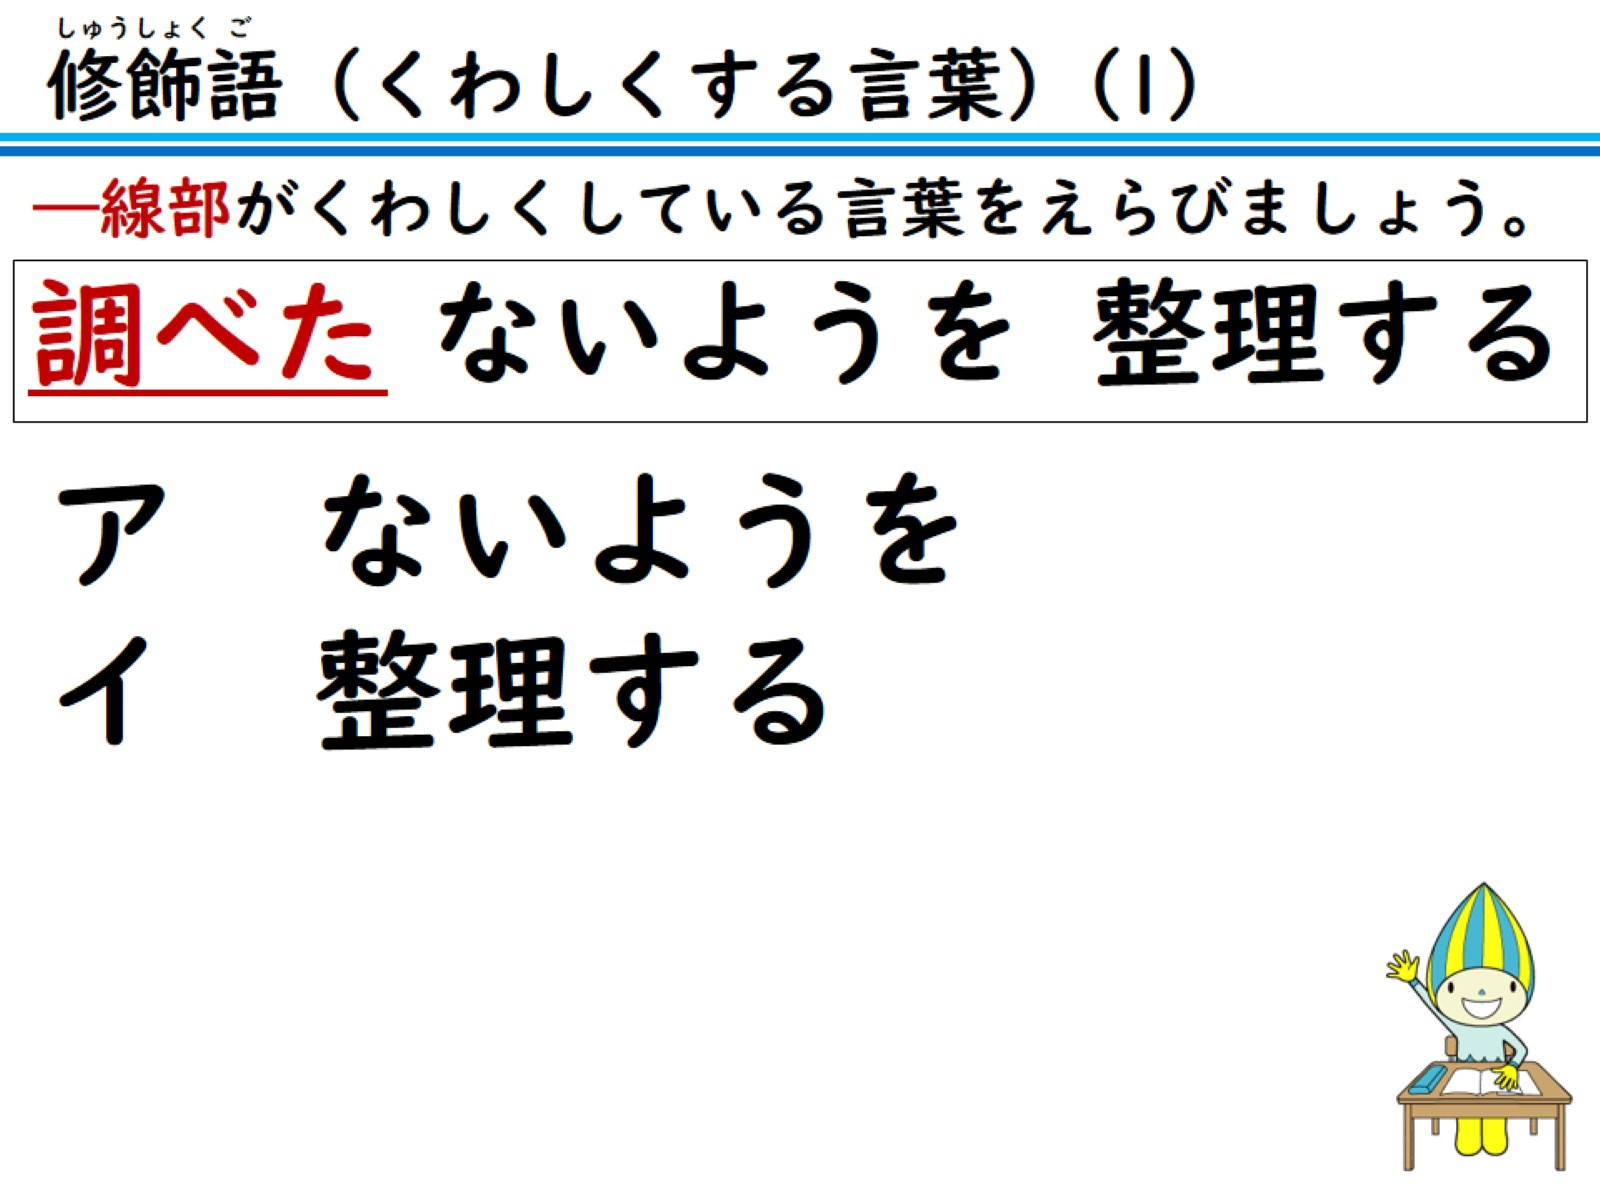 しゅうしょく ご
修飾語（くわしくする言葉）（1）
―線部がくわしくしている言葉をえらびましょう。
調べた ないようを 整理する
ア ないようを
イ 整理する